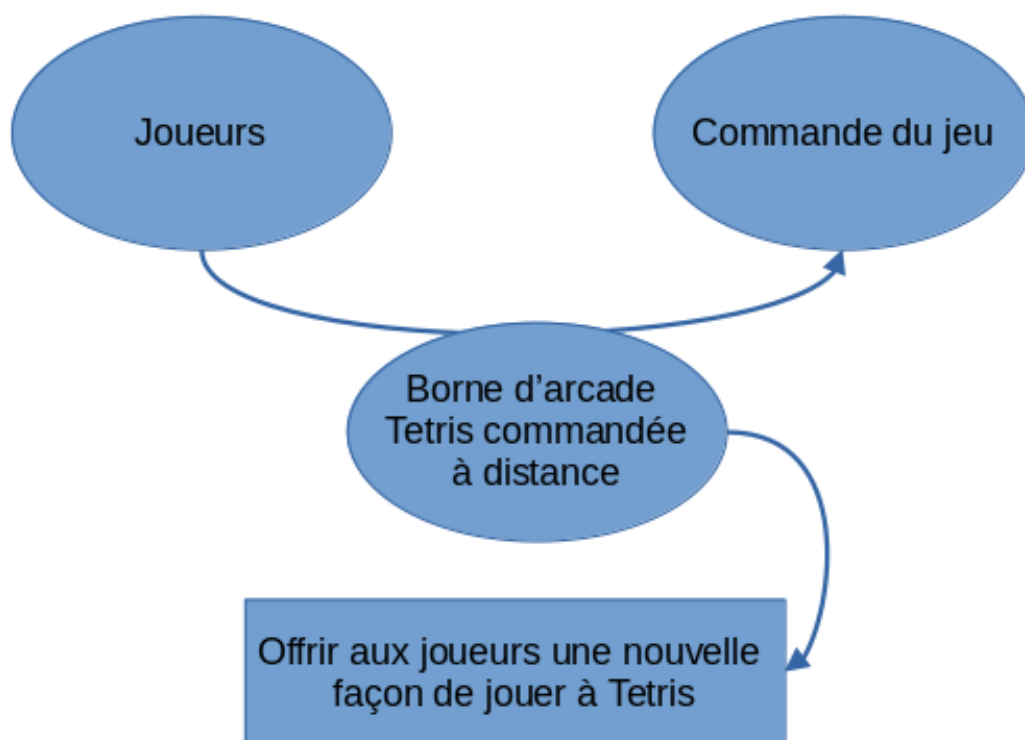 Joueurs
Commande du jeu
Borne d’arcade
Tetris commandée
à distance
Offrir aux joueurs une nouvelle
façon de jouer à Tetris